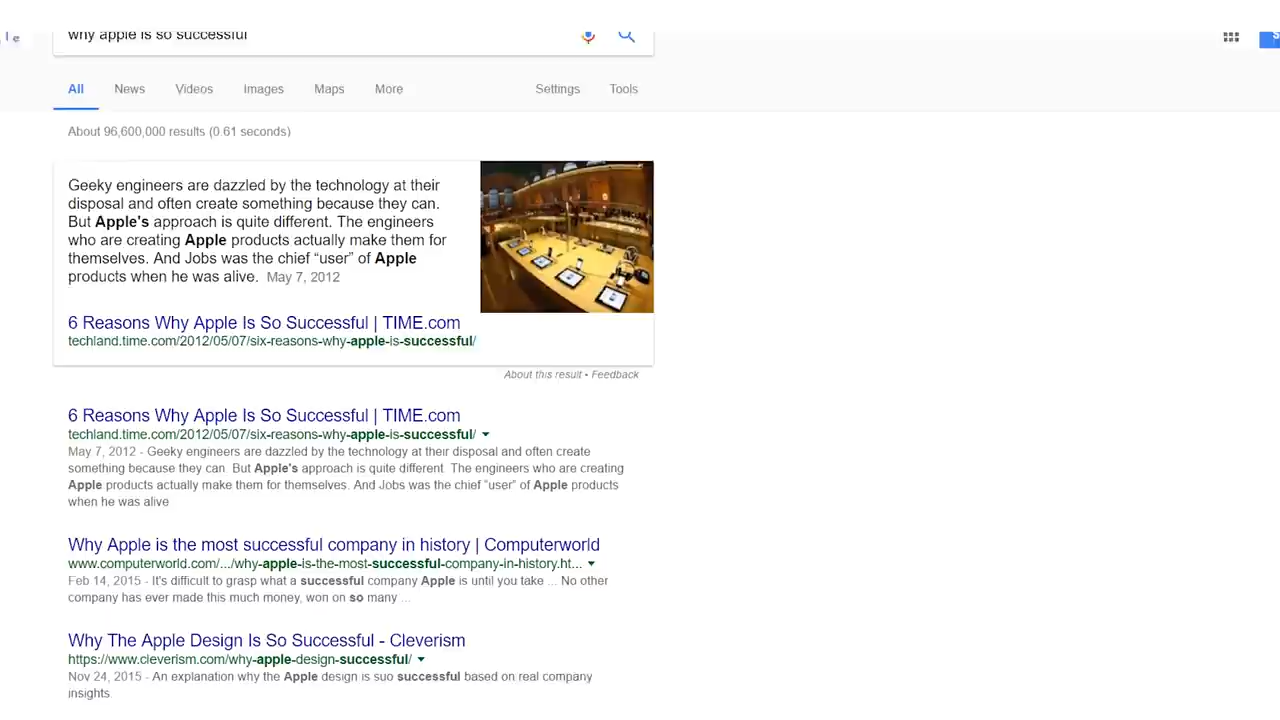 why apple is so successful
All News Videos Images Maps More Settings Tools
About 96,600,000 results (0.61 seconds)
Geeky engineers are dazzled by the technology at their
disposal and often create something because they can.
But Apple's approach is quite different. The engineers
who are creating Apple products actually make them for
themselves. And Jobs was the chief “user” of Apple
products when he was alive. May 7, 2012
6 Reasons Why Apple Is So Successful | TIME.com
techland.time.com/2012/05/07/six-reasons-why-apple-is-successful/
About this result • Feedback
6 Reasons Why Apple Is So Successful | TIME.com
techland.time.com/2012/05/07/six-reasons-why-apple-is-successful/
May 7, 2012 - Geeky engineers are dazzled by the technology at their disposal and often create
something because they can. But Apple's approach is quite different. The engineers who are creating
Apple products actually make them for themselves. And Jobs was the chief “user” of Apple products
when he was alive
Why Apple is the most successful company in history | Computerworld
www.computerworld.com/.../why-apple-is-the-most-successful-company-in-history.ht...
Feb 14, 2015 - It's difficult to grasp what a successful company Apple is until you take ... No other
company has ever made this much money, won on so many ...
Why The Apple Design Is So Successful - Cleverism
https://www.cleverism.com/why-apple-design-successful/
Nov 24, 2015 - An explanation why the Apple design is suo successful based on real company
insights.